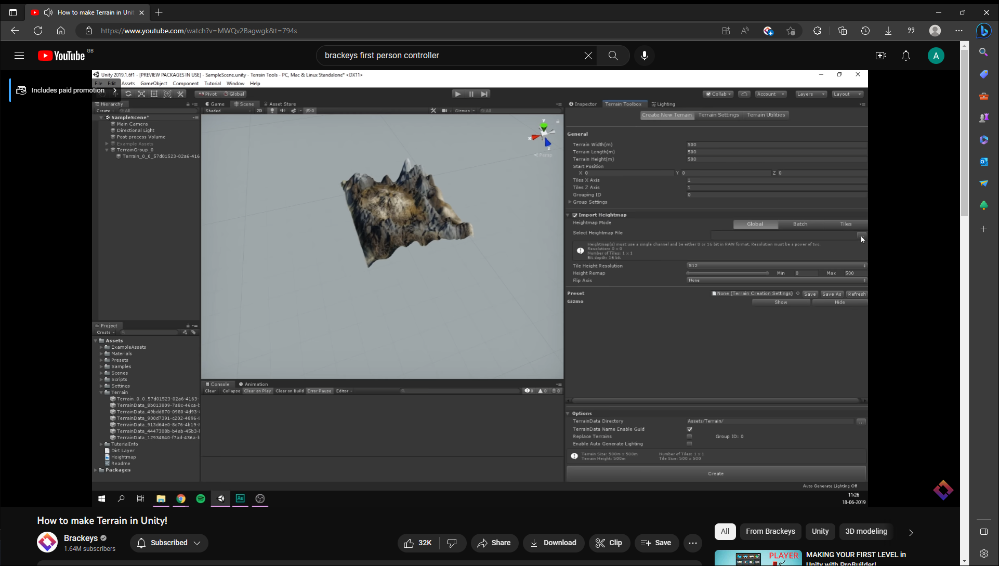 How to make Terrain in Unit
https://www.youtube.com/watch?v=MWQv2Bagwgk&t=794s
YouTube GB
brackeys first person controller
A
Unity 2019.1.6f1 - [PREVIEW PACKAGES IN USE] - SampleScene.unity - Terrain Tools - PC, Mac & Linux Standalone* <DX11>
File Edit Assets GameObject Component Tutorial Window Help
Includes paid promotion
Pivot Global
Collab Account Layers Layout
Hierarchy
Create All
SampleScene*
Main Camera
Directional Light
Post-process Volume
Example Assets
TerrainGroup_0
Terrain_0_0_57d01523-02a6-416
Game Scene Asset Store
Shaded 2D 0 Gizmos All
y
x
z
Persp
Inspector Terrain Toolbox Lighting
Create New Terrain Terrain Settings Terrain Utilities
General
Terrain Width(m) 500
Terrain Length(m) 500
Terrain Height(m) 500
Start Position
X 0 Y 0 Z 0
Tiles X Axis 1
Tiles Z Axis 1
Grouping ID 0
Group Settings
Import Heightmap
Heightmap Mode Global Batch Tiles
Select Heightmap File ...
Heightmap(s) must use a single channel and be either 8 or 16 bit in RAW format. Resolution must be a power of two.
Resolution: 0 x 0
Number of Tiles: 1 x 1
Bit depth: 16 bit
Tile Height Resolution 512
Height Remap Min 0 Max 500
Flip Axis None
Preset None (Terrain Creation Settings) Save Save As Refresh
Gizmo Show Hide
Project
Create
Assets
ExampleAssets
Materials
Presets
Samples
Scenes
Scripts
Settings
Terrain
Terrain_0_0_57d01523-02a6-4163-
TerrainData_8b013809-7a8c-46ca-b
TerrainData_49bdd870-0980-4d93-
TerrainData_900d7391-c202-4896-
TerrainData_913d64e0-8c76-4b19-
TerrainData_4447308b-b4ab-45b3-
TerrainData_12934840-f7ad-436a-b
TutorialInfo
Dirt Layer
Heightmap
Readme
Packages
Console Animation
Clear Collapse Clear on Play Clear on Build Error Pause Editor 0 0 0
Options
TerrainData Directory Assets/Terrain/ ...
TerrainData Name Enable Guid
Replace Terrains Group ID: 0
Enable Auto Generate Lighting
Terrain Size: 500m x 500m Number of Tiles: 1 x 1
Terrain Height: 500m Tile Size: 500 x 500
Create
Auto Generate Lighting Off
Au
11:26
18-06-2019
How to make Terrain in Unity!
Brackeys
1.64M subscribers
Subscribed
32K Share Download Clip Save
All From Brackeys Unity 3D modeling
PLAYER
MAKING YOUR FIRST LEVEL in
Unity with ProBuilder!